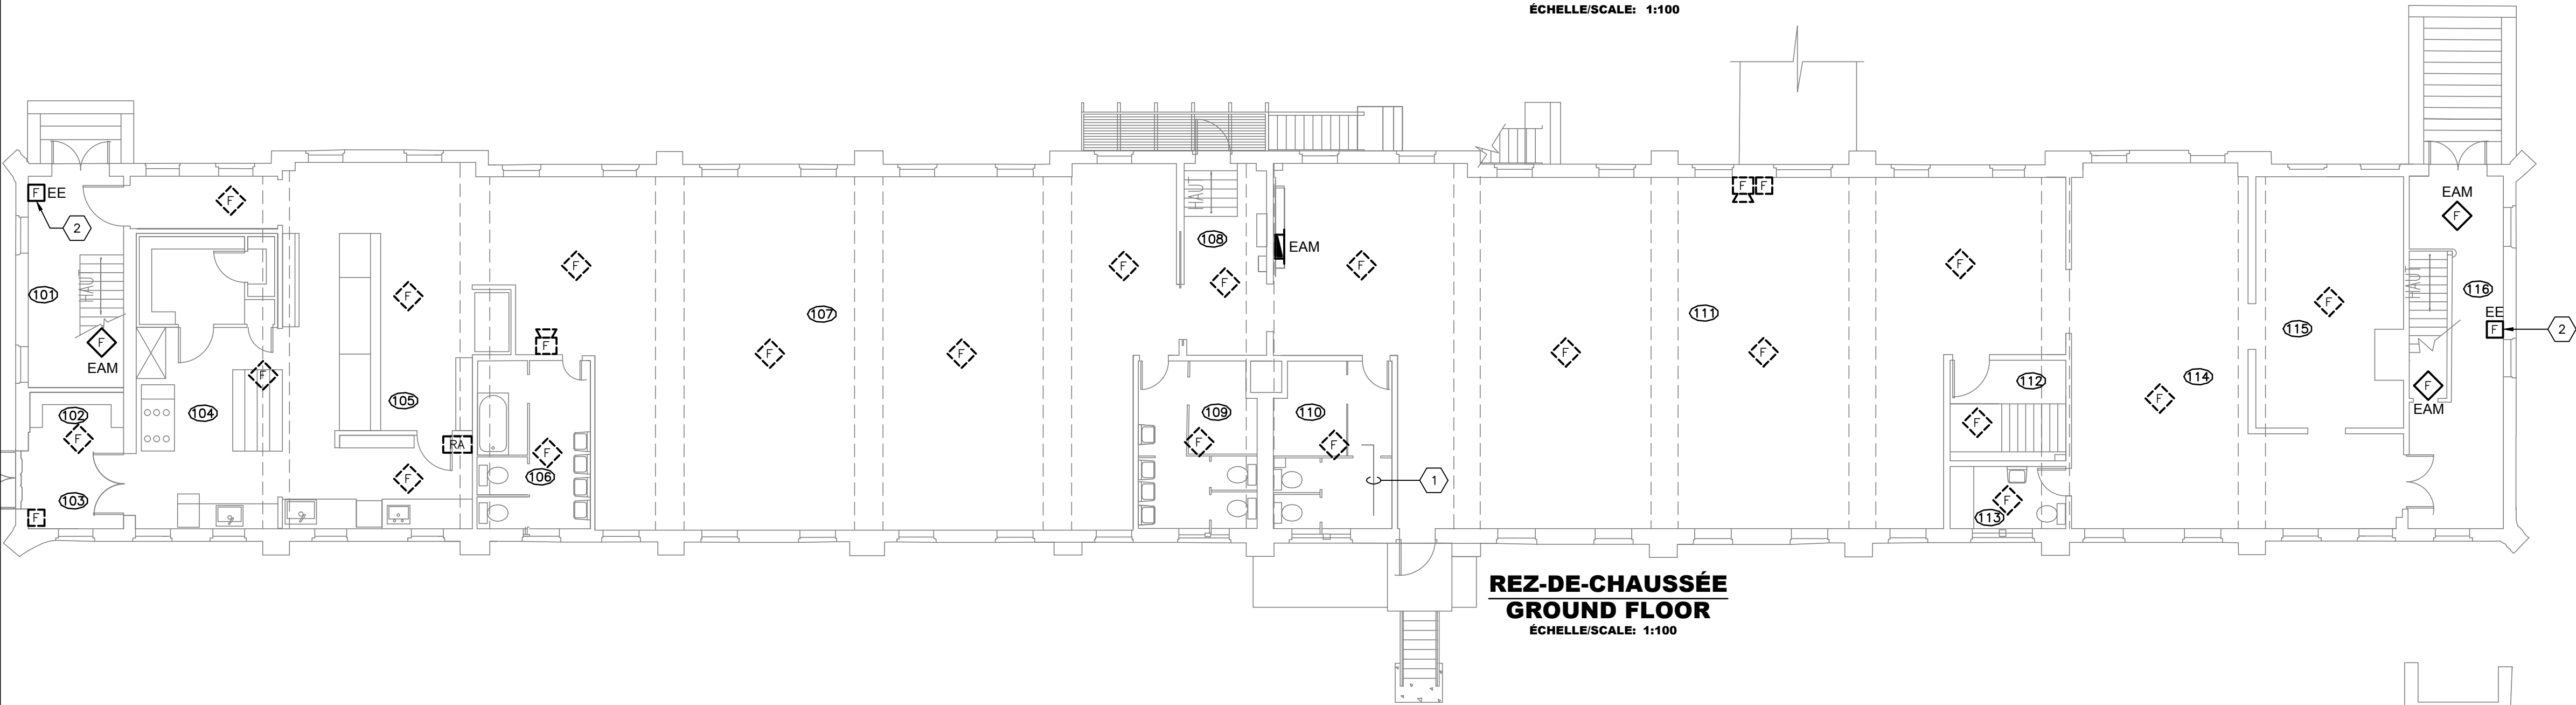 ÉCHELLE/SCALE: 1:100
F EE
2
F
101
HAUT
F
EAM
102
F
103
F
104
F
F
105
RA
F
F
F
F
106
F
107
F
F
HAUT
108
F
EAM
F
109
F
110
F
1
F
F F
111
F
F
112
F
113
F
114
F
115
F
EAM
F
HAUT
116
EE
F
2
F
EAM
REZ-DE-CHAUSSÉE
GROUND FLOOR
ÉCHELLE/SCALE: 1:100